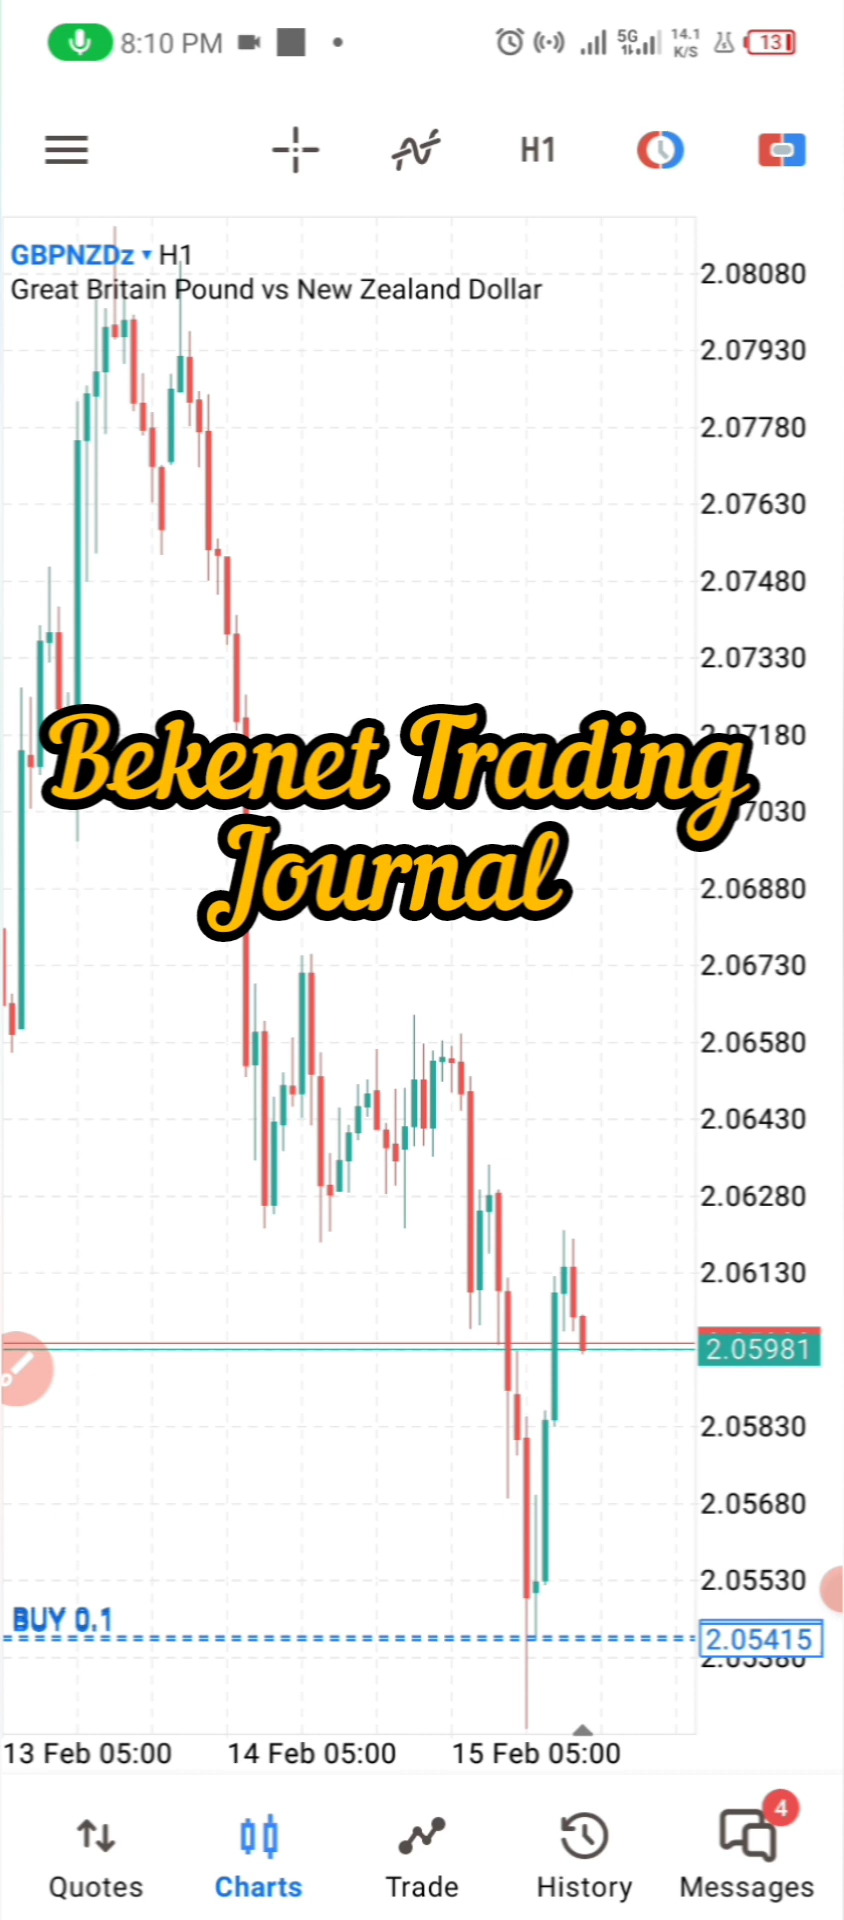 8:10 PM
5G
14.1
K/S
13
H1
GBPNZDz H1
Great Britain Pound vs New Zealand Dollar
2.08080
2.07930
2.07780
2.07630
2.07480
2.07330
Bekenet Trading
Journal
2.06880
2.06730
2.06580
2.06430
2.06280
2.06130
2.05981
2.05830
2.05680
2.05530
BUY 0.1
2.05415
13 Feb 05:00
14 Feb 05:00
15 Feb 05:00
4
Quotes
Charts
Trade
History
Messages